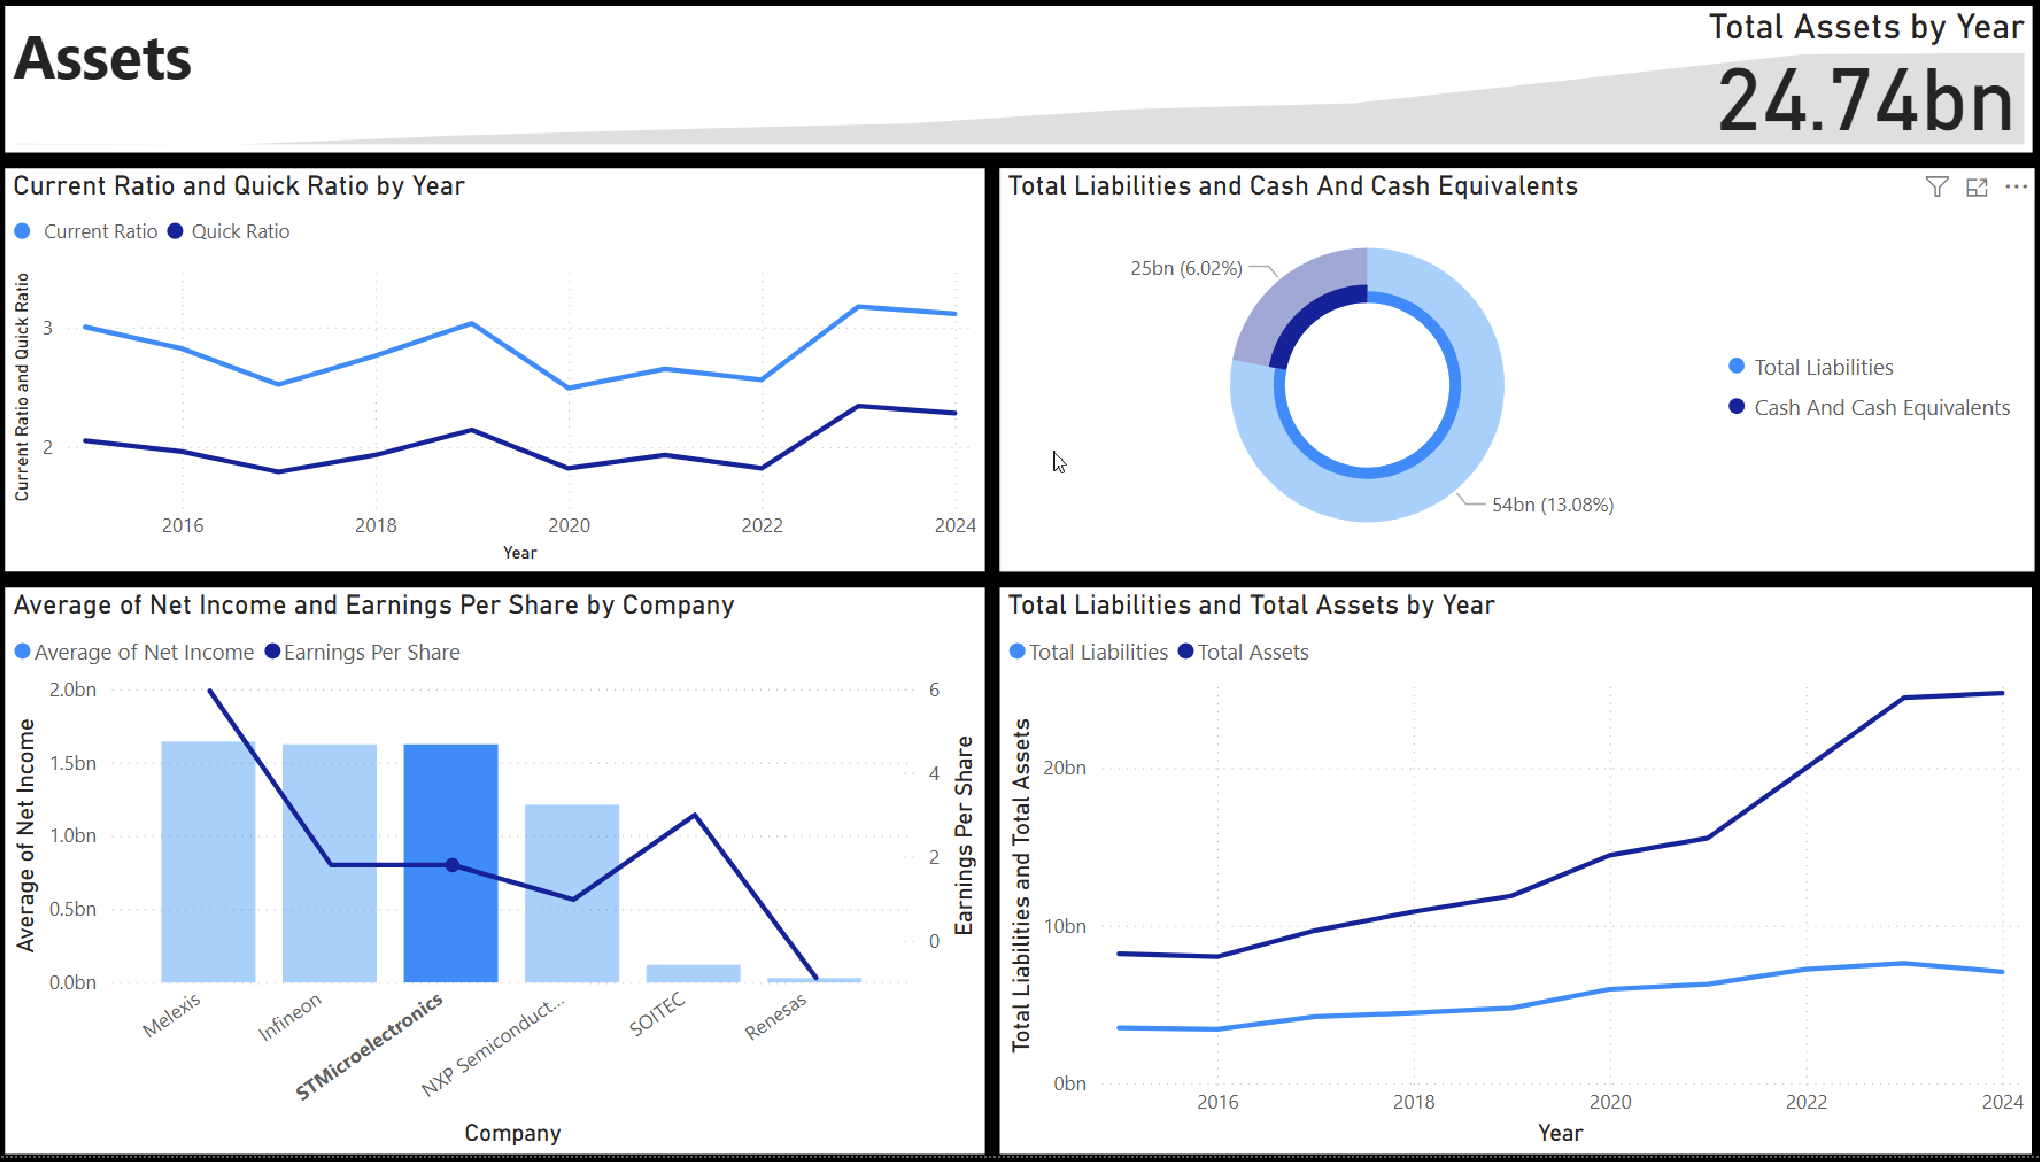 Assets
Total Assets by Year
24.74bn
Current Ratio and Quick Ratio by Year
Current Ratio
Quick Ratio
Current Ratio and Quick Ratio
3
2
2016
2018
2020
2022
2024
Year
Total Liabilities and Cash And Cash Equivalents
25bn (6.02%)
54bn (13.08%)
Total Liabilities
Cash And Cash Equivalents
Average of Net Income and Earnings Per Share by Company
Average of Net Income
Earnings Per Share
Average of Net Income
2.0bn
1.5bn
1.0bn
0.5bn
0.0bn
6
4
2
0
Earnings Per Share
Melexis
Infineon
STMicroelectronics
NXP Semiconduct...
SOITEC
Renesas
Company
Total Liabilities and Total Assets by Year
Total Liabilities
Total Assets
Total Liabilities and Total Assets
20bn
10bn
0bn
2016
2018
2020
2022
2024
Year